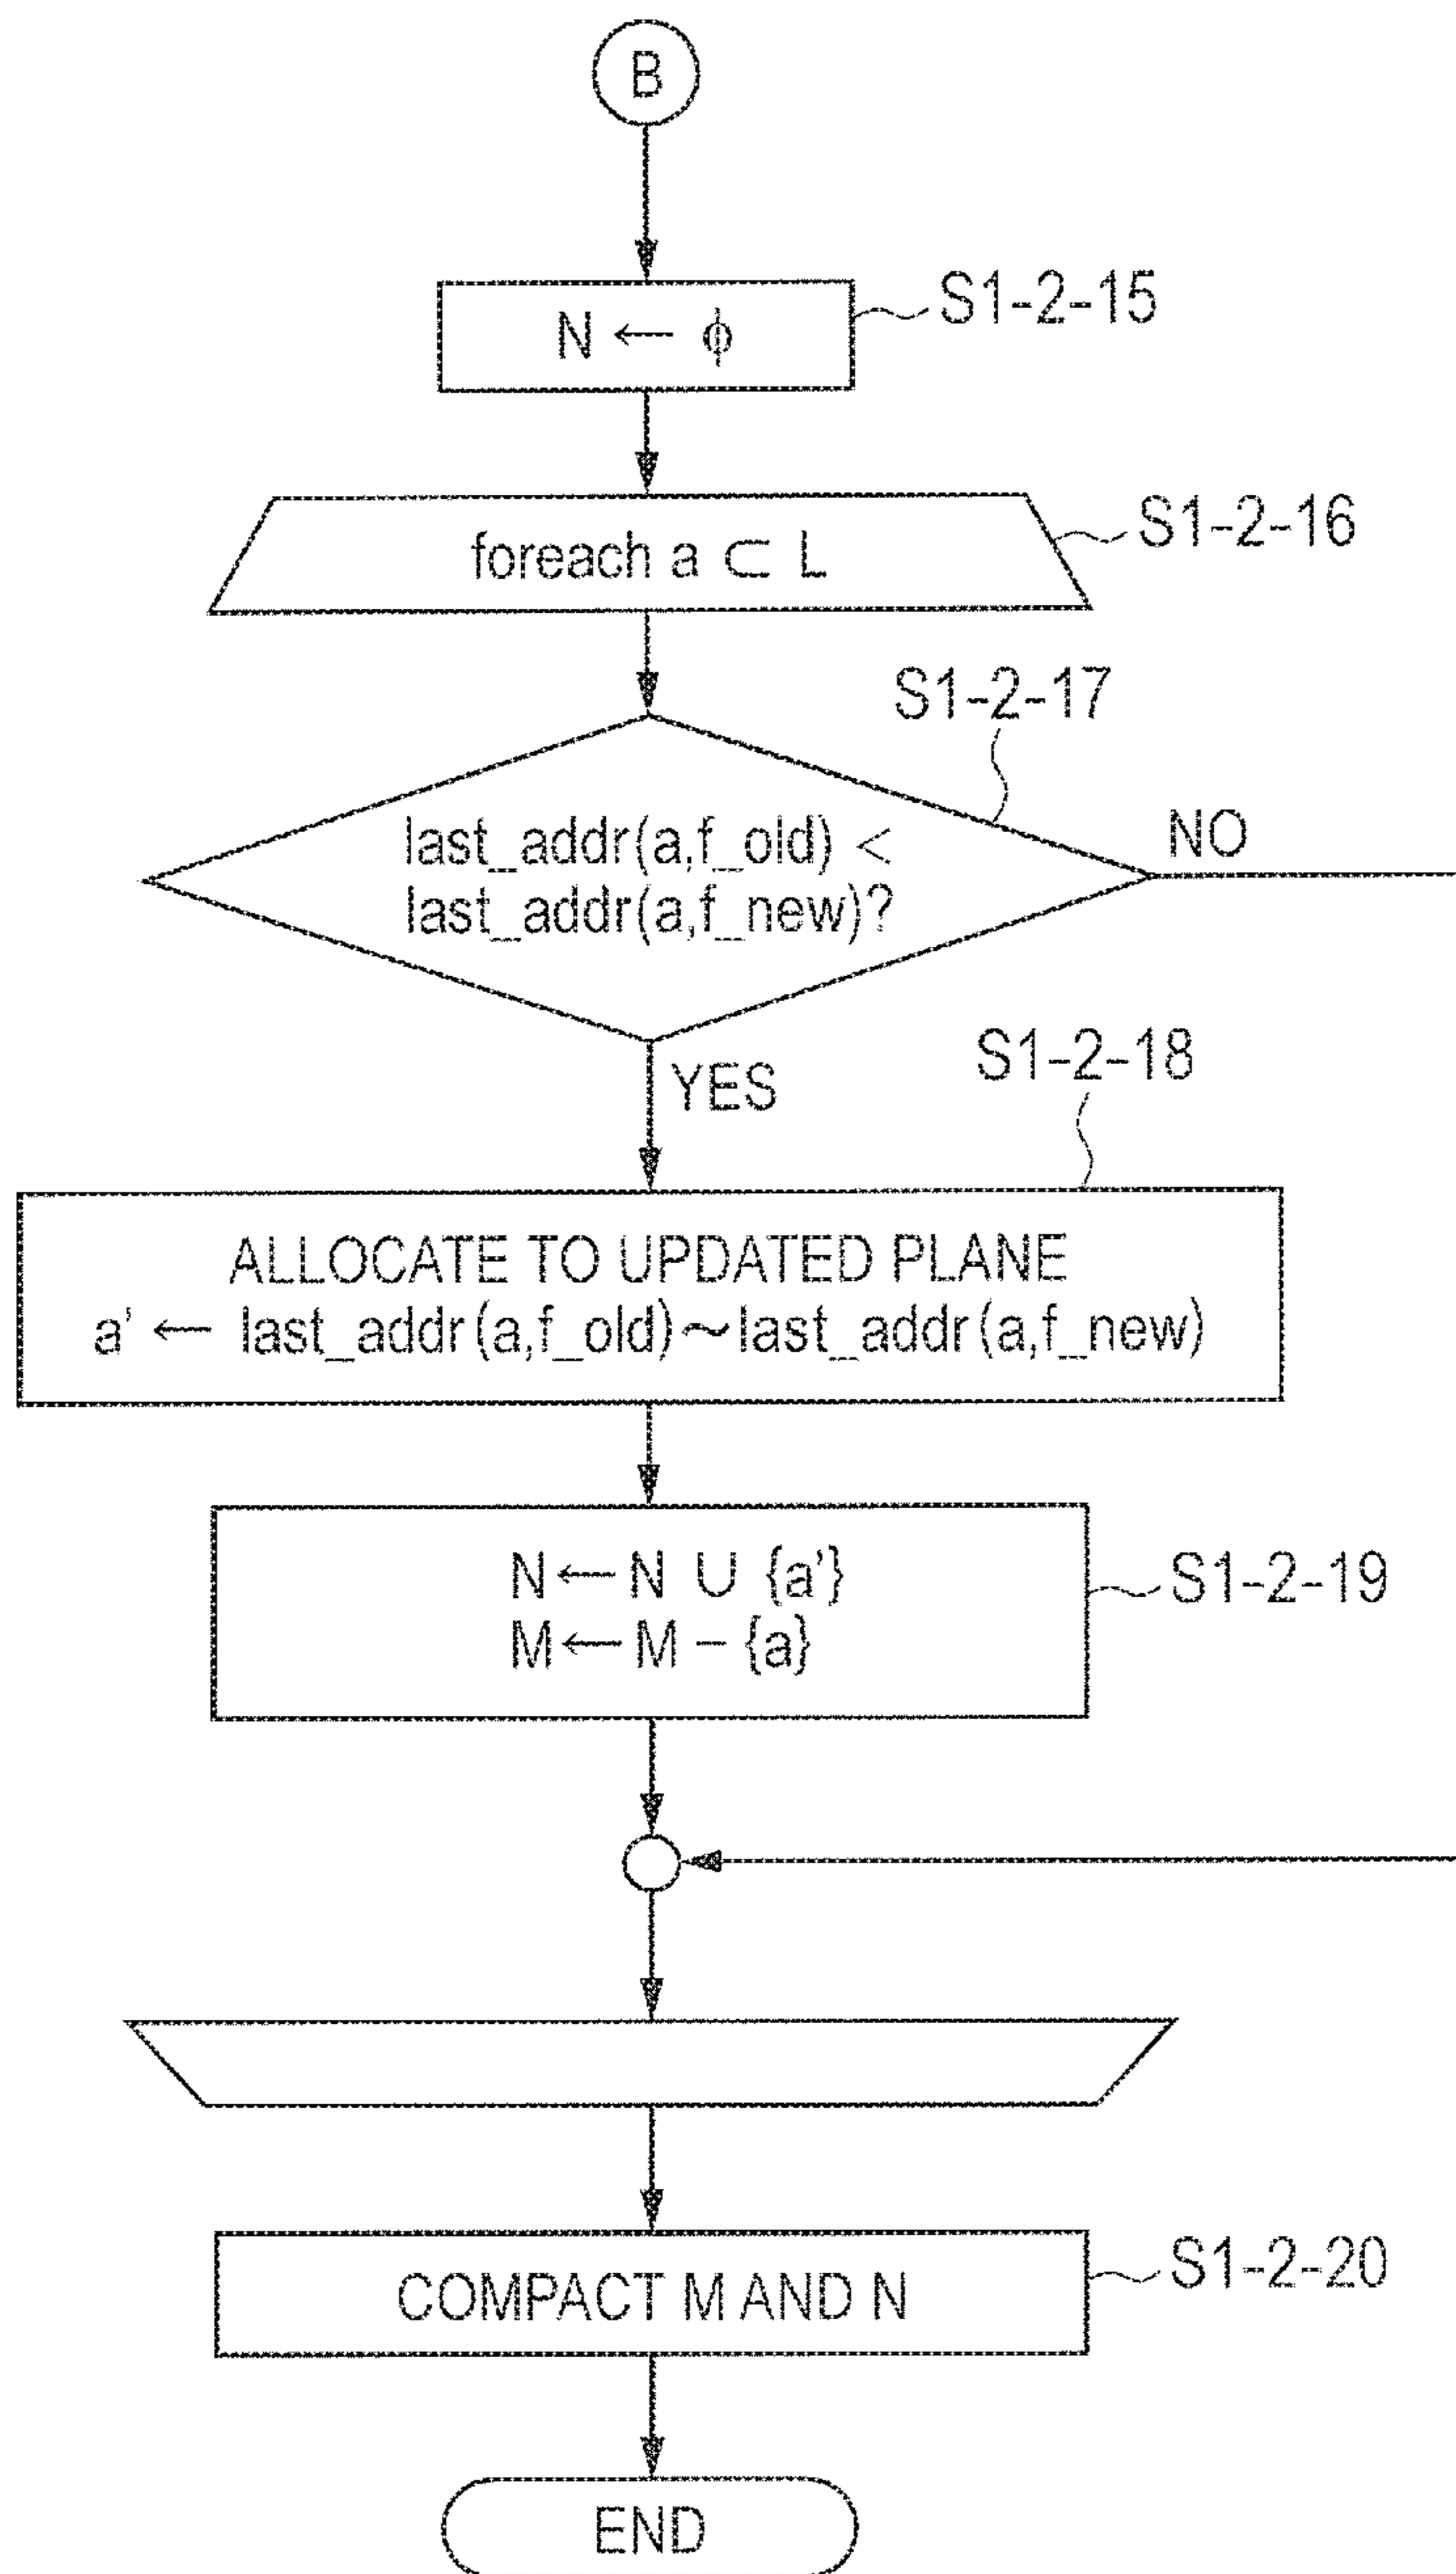 B
S1-2-15
N ← ϕ
S1-2-16
foreach a ⊂ L
S1-2-17
last_addr(a,f_old) <
last_addr(a,f_new)?
NO
YES
S1-2-18
ALLOCATE TO UPDATED PLANE
a' ← last_addr(a,f_old)~last_addr(a,f_new)
N ← N ∪ {a'}
M ← M – {a}
S1-2-19
COMPACT M AND N
S1-2-20
END